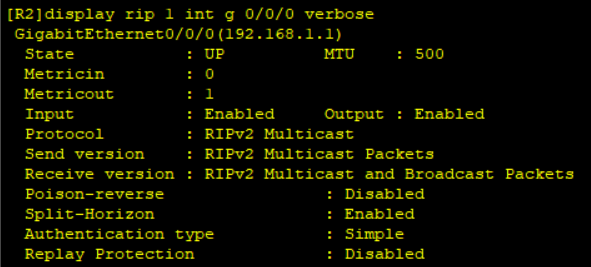 [R2]display rip 1 int g 0/0/0 verbose
GigabitEthernet0/0/0(192.168.1.1)
State : UP MTU : 500
Metricin : 0
Metricout : 1
Input : Enabled Output : Enabled
Protocol : RIPv2 Multicast
Send version : RIPv2 Multicast Packets
Receive version : RIPv2 Multicast and Broadcast Packets
Poison-reverse : Disabled
Split-Horizon : Enabled
Authentication type : Simple
Replay Protection : Disabled